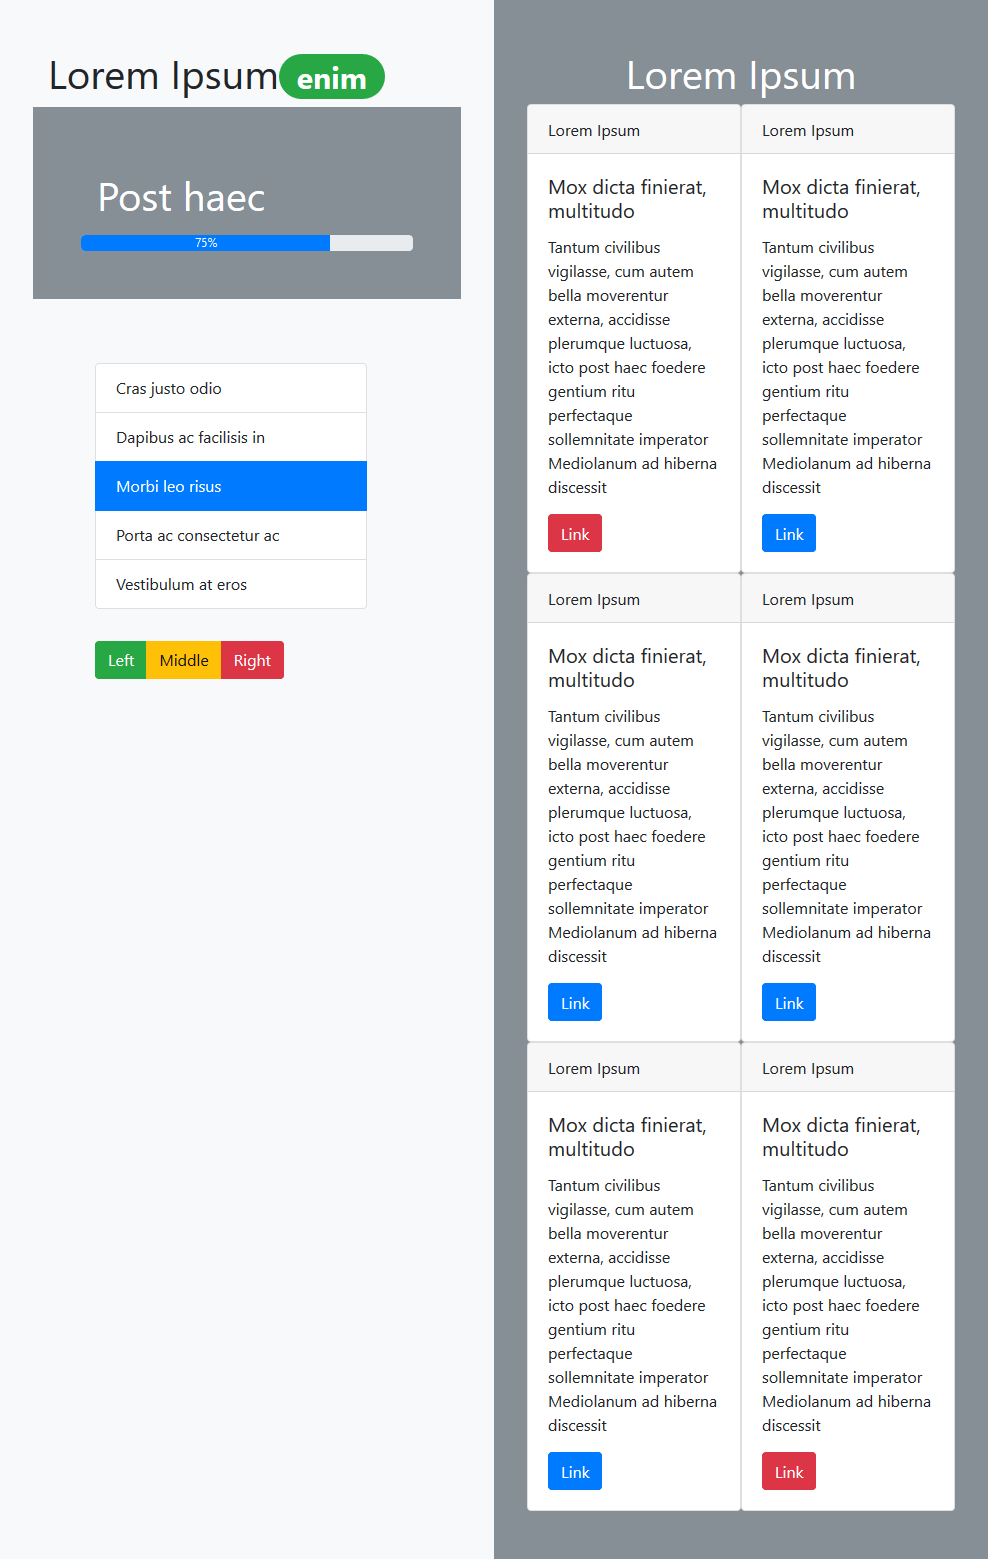 Lorem Ipsum enim
Post haec
75%
Cras justo odio
Dapibus ac facilisis in
Morbi leo risus
Porta ac consectetur ac
Vestibulum at eros
Left Middle Right
Lorem Ipsum
Lorem Ipsum
Mox dicta finierat,
multitudo
Tantum civilibus
vigilasse, cum autem
bella moverentur
externa, accidisse
plerumque luctuosa,
icto post haec foedere
gentium ritu
perfectaque
sollemnitate imperator
Mediolanum ad hiberna
discessit
Link
Lorem Ipsum
Mox dicta finierat,
multitudo
Tantum civilibus
vigilasse, cum autem
bella moverentur
externa, accidisse
plerumque luctuosa,
icto post haec foedere
gentium ritu
perfectaque
sollemnitate imperator
Mediolanum ad hiberna
discessit
Link
Lorem Ipsum
Mox dicta finierat,
multitudo
Tantum civilibus
vigilasse, cum autem
bella moverentur
externa, accidisse
plerumque luctuosa,
icto post haec foedere
gentium ritu
perfectaque
sollemnitate imperator
Mediolanum ad hiberna
discessit
Link
Lorem Ipsum
Mox dicta finierat,
multitudo
Tantum civilibus
vigilasse, cum autem
bella moverentur
externa, accidisse
plerumque luctuosa,
icto post haec foedere
gentium ritu
perfectaque
sollemnitate imperator
Mediolanum ad hiberna
discessit
Link
Lorem Ipsum
Mox dicta finierat,
multitudo
Tantum civilibus
vigilasse, cum autem
bella moverentur
externa, accidisse
plerumque luctuosa,
icto post haec foedere
gentium ritu
perfectaque
sollemnitate imperator
Mediolanum ad hiberna
discessit
Link
Lorem Ipsum
Mox dicta finierat,
multitudo
Tantum civilibus
vigilasse, cum autem
bella moverentur
externa, accidisse
plerumque luctuosa,
icto post haec foedere
gentium ritu
perfectaque
sollemnitate imperator
Mediolanum ad hiberna
discessit
Link